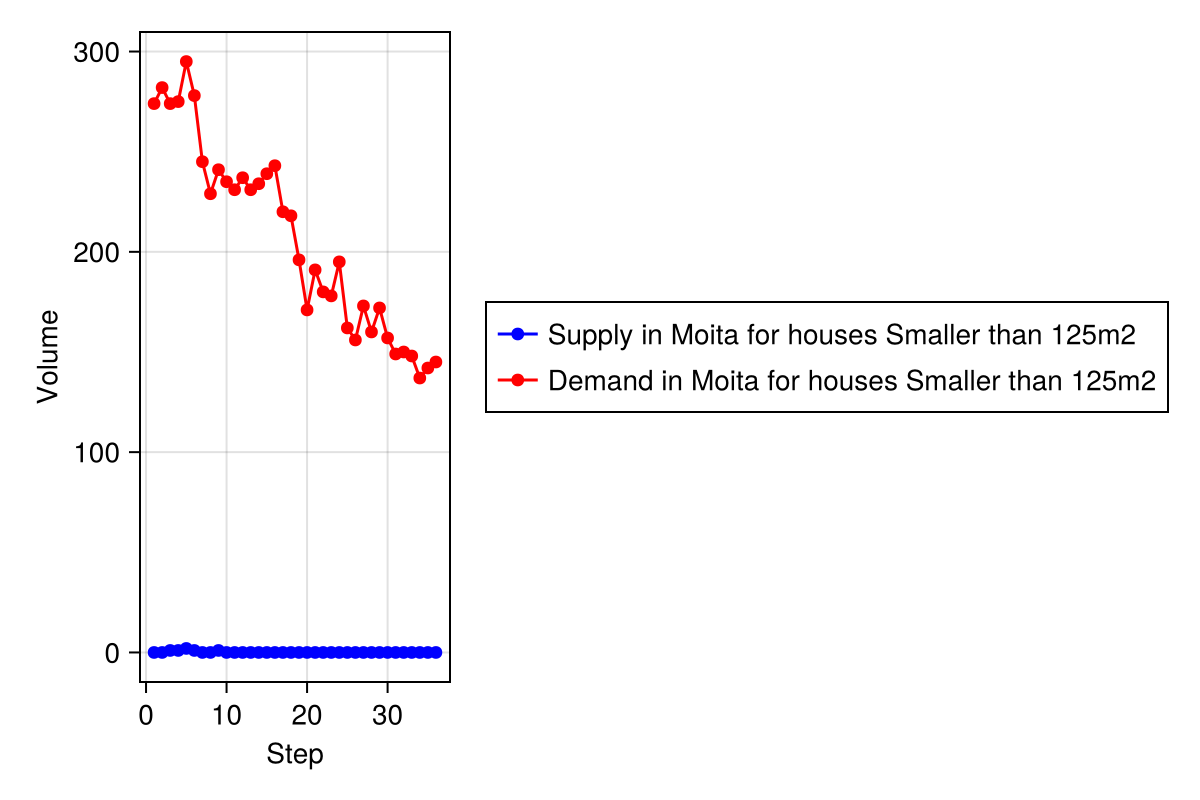 300
200
100
0
Volume
0 10 20 30
Step
Supply in Moita for houses Smaller than 125m2
Demand in Moita for houses Smaller than 125m2